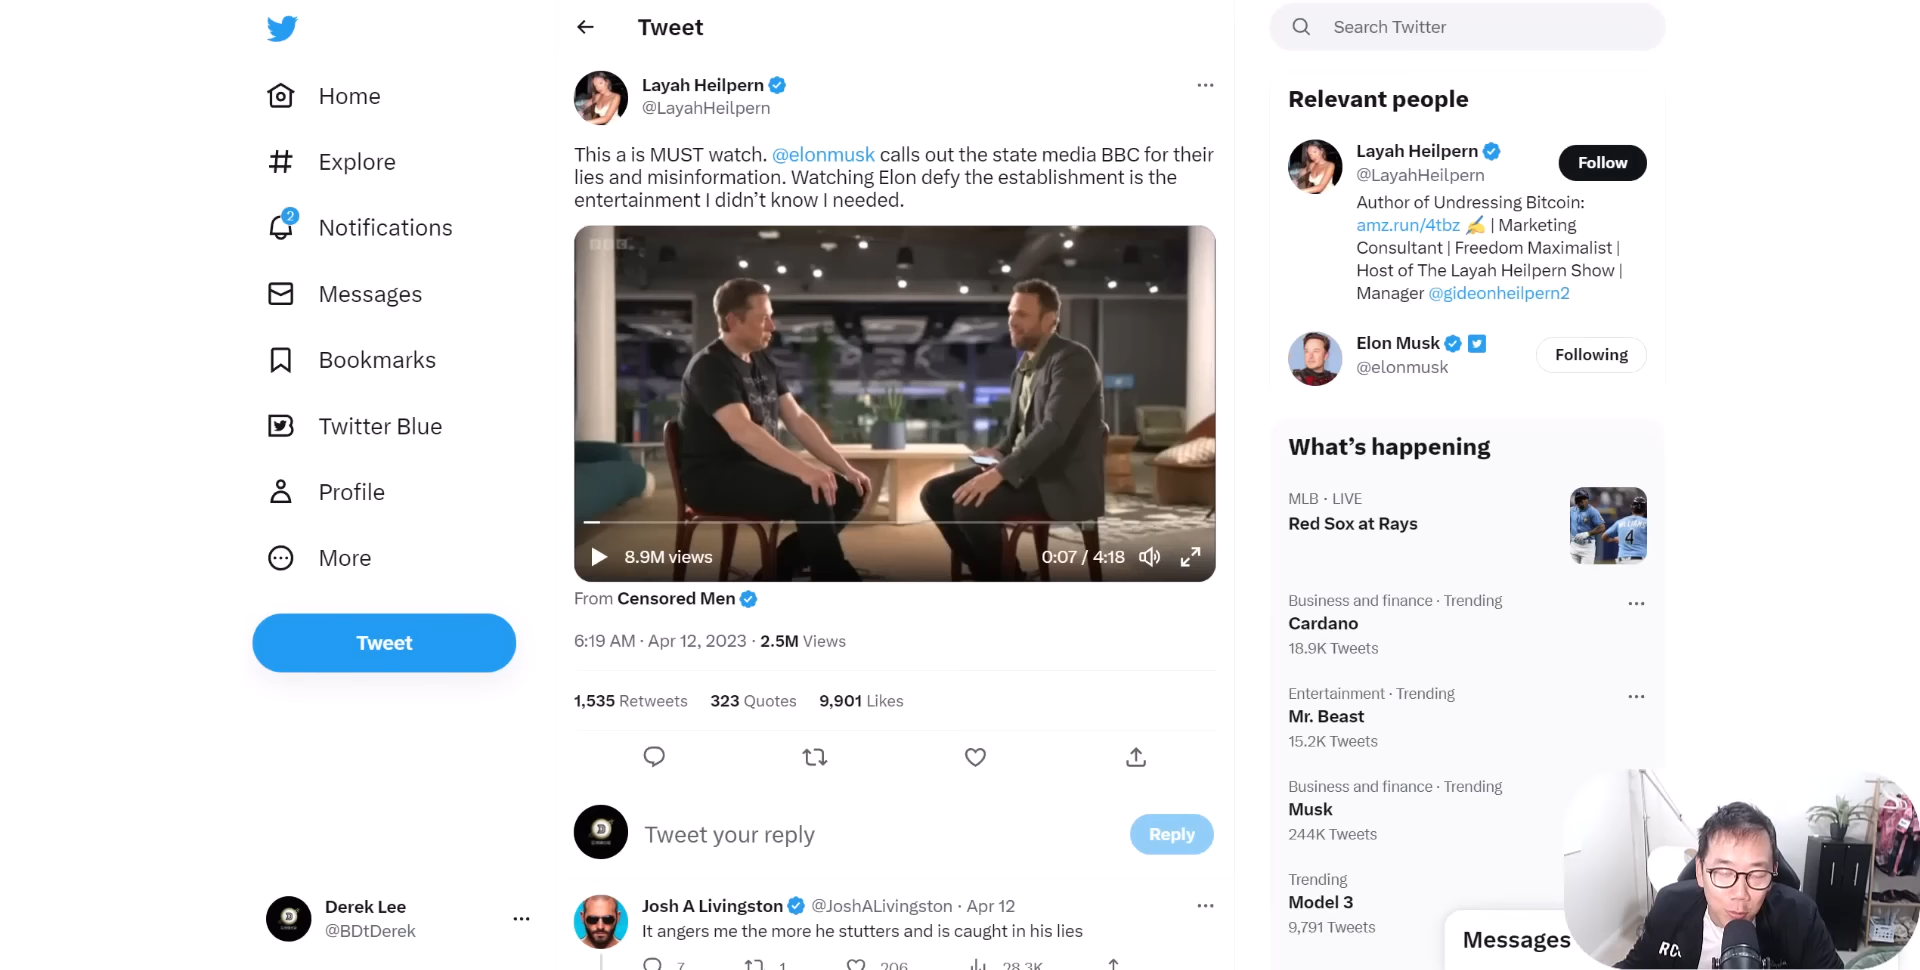 Home
Explore
2
Notifications
Messages
Bookmarks
Twitter Blue
Profile
More
Tweet
Derek Lee
@BDtDerek
Tweet
Layah Heilpern
@LayahHeilpern
This a is MUST watch. @elonmusk calls out the state media BBC for their
lies and misinformation. Watching Elon defy the establishment is the
entertainment I didn't know I needed.
BBC
8.9M views
0:07 / 4:18
From Censored Men
6:19 AM · Apr 12, 2023 · 2.5M Views
1,535 Retweets 323 Quotes 9,901 Likes
Tweet your reply
Reply
Josh A Livingston @JoshALivingston · Apr 12
It angers me the more he stutters and is caught in his lies
7 1 206 28.3K
Search Twitter
Relevant people
Layah Heilpern
@LayahHeilpern
Follow
Author of Undressing Bitcoin:
amz.run/4tbz ✍️ | Marketing
Consultant | Freedom Maximalist |
Host of The Layah Heilpern Show |
Manager @gideonheilpern2
Elon Musk
@elonmusk
Following
What's happening
MLB · LIVE
Red Sox at Rays
4
Business and finance · Trending
Cardano
18.9K Tweets
Entertainment · Trending
Mr. Beast
15.2K Tweets
Business and finance · Trending
Musk
244K Tweets
Trending
Model 3
9,791 Tweets
Messages